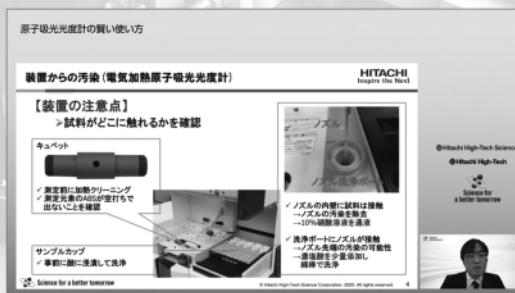 原子吸光光度計の賢い使い方
装置からの汚染(電気加熱原子吸光光度計)
HITACHI
Inspire the Next
【装置の注意点】
➢試料がどこに触れるかを確認
キュベット
✓ 測定前に加熱クリーニング
✓ 測定元素のABSが空打ちで
出ないことを確認
サンプルカップ
✓ 事前に酸に浸漬して洗浄
ノズル
ノズル洗浄ポート
✓ ノズルの内壁に試料は接触
→ノズルの汚染を除去
→10%硝酸溶液を通液
✓ 洗浄ポートにノズルが接触
→ノズル先端の汚染の可能性
→濃塩酸を少量添加し
綿棒で洗浄
Science for a better tomorrow
© Hitachi High-Tech Science Corporation. 2020. All rights reserved.
4
@Hitachi High-Tech Science
@Hitachi High-Tech
Science for
a better tomorrow